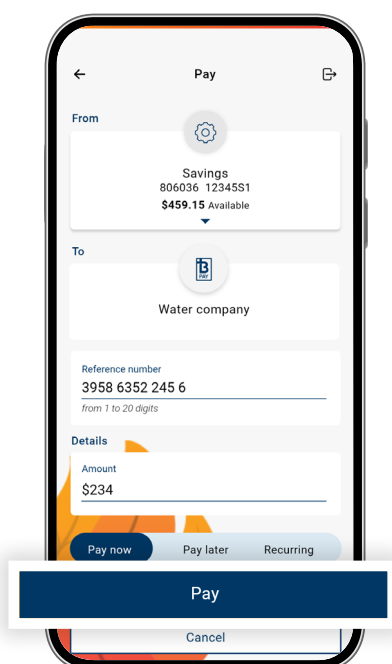 Pay
From
Savings
806036 12345S1
$459.15 Available
To
B
PAY
Water company
Reference number
3958 6352 245 6
from 1 to 20 digits
Details
Amount
$234
Pay now Pay later Recurring
Pay
Cancel